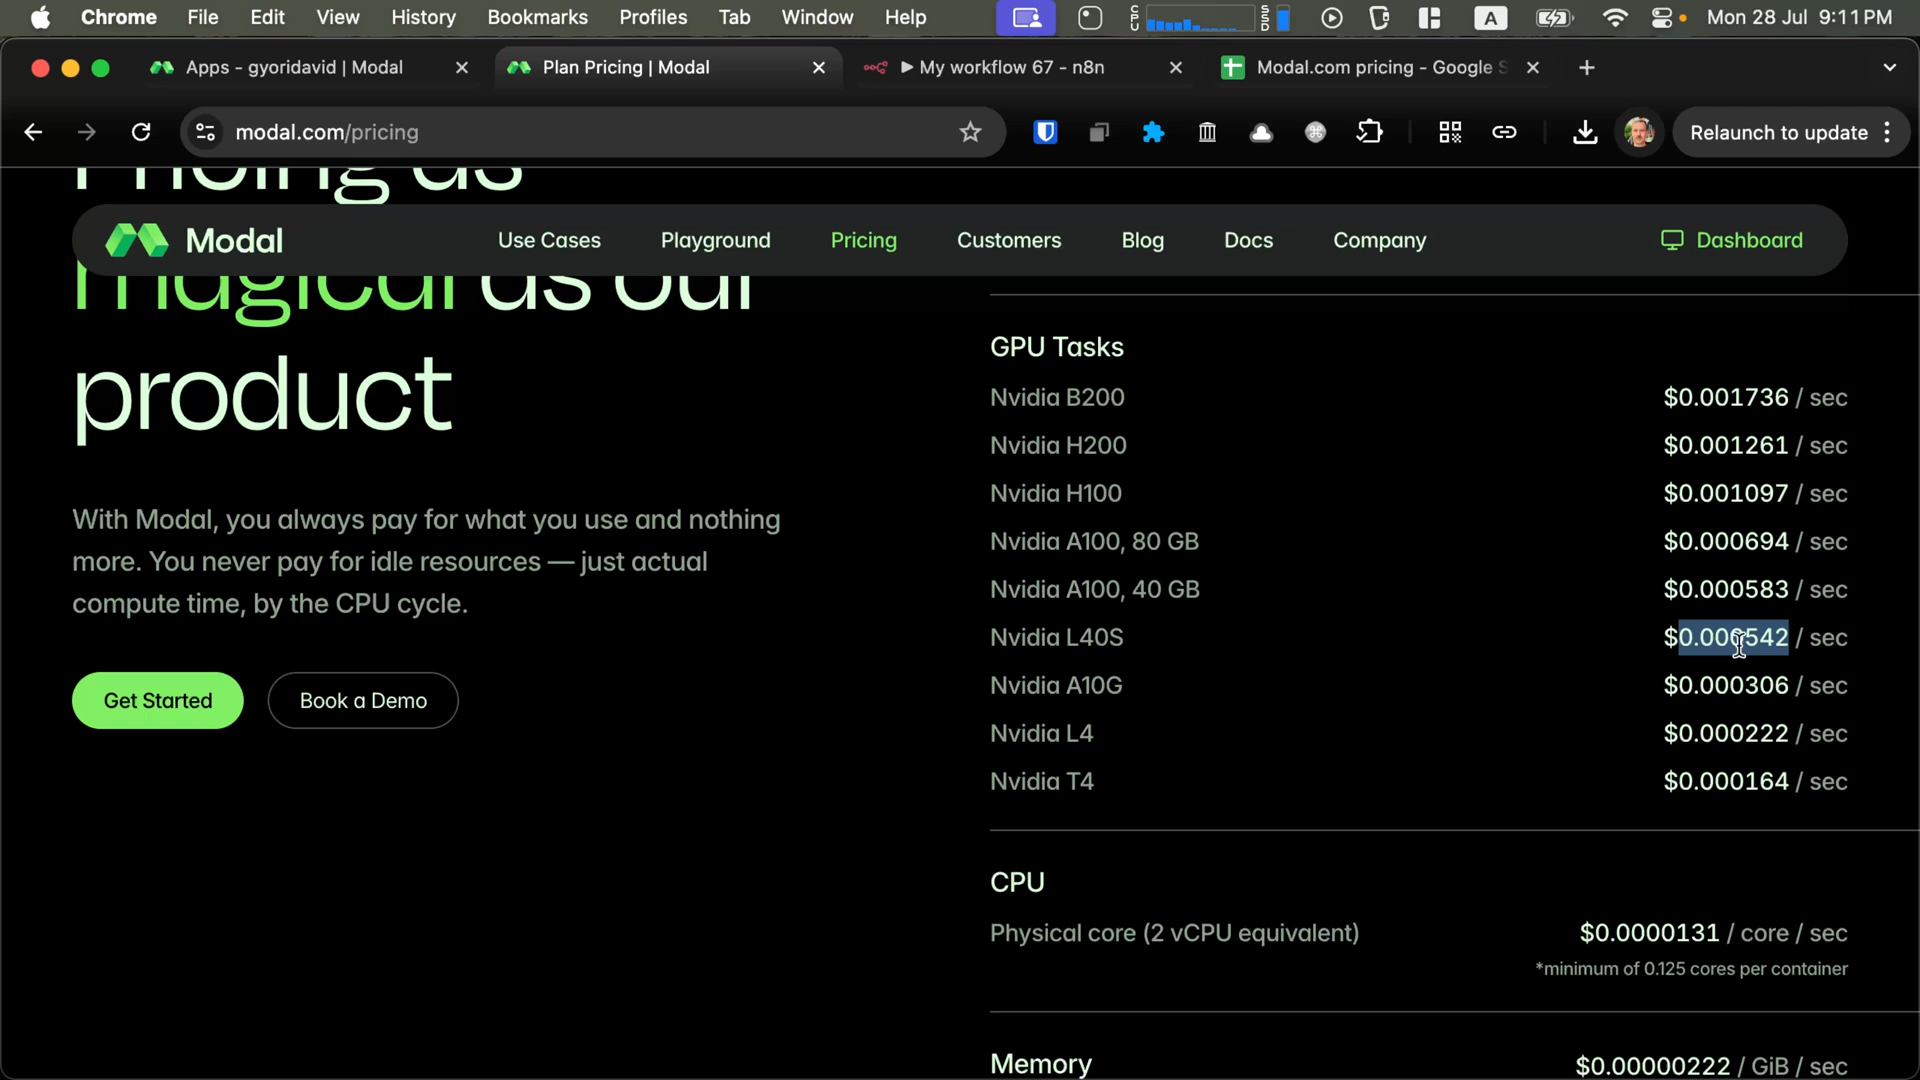 Chrome File Edit View History Bookmarks Profiles Tab Window Help CPU SSD A Mon 28 Jul 9:11 PM
Apps - gyoridavid | Modal
Plan Pricing | Modal
My workflow 67 - n8n
Modal.com pricing - Google S
modal.com/pricing
Relaunch to update
Pricing as
Modal
Use Cases Playground Pricing Customers Blog Docs Company Dashboard
magical as our
product
With Modal, you always pay for what you use and nothing
more. You never pay for idle resources — just actual
compute time, by the CPU cycle.
Get Started Book a Demo
GPU Tasks
Nvidia B200 $0.001736 / sec
Nvidia H200 $0.001261 / sec
Nvidia H100 $0.001097 / sec
Nvidia A100, 80 GB $0.000694 / sec
Nvidia A100, 40 GB $0.000583 / sec
Nvidia L40S $0.000542 / sec
Nvidia A10G $0.000306 / sec
Nvidia L4 $0.000222 / sec
Nvidia T4 $0.000164 / sec
CPU
Physical core (2 vCPU equivalent) $0.0000131 / core / sec
*minimum of 0.125 cores per container
Memory $0.00000222 / GiB / sec